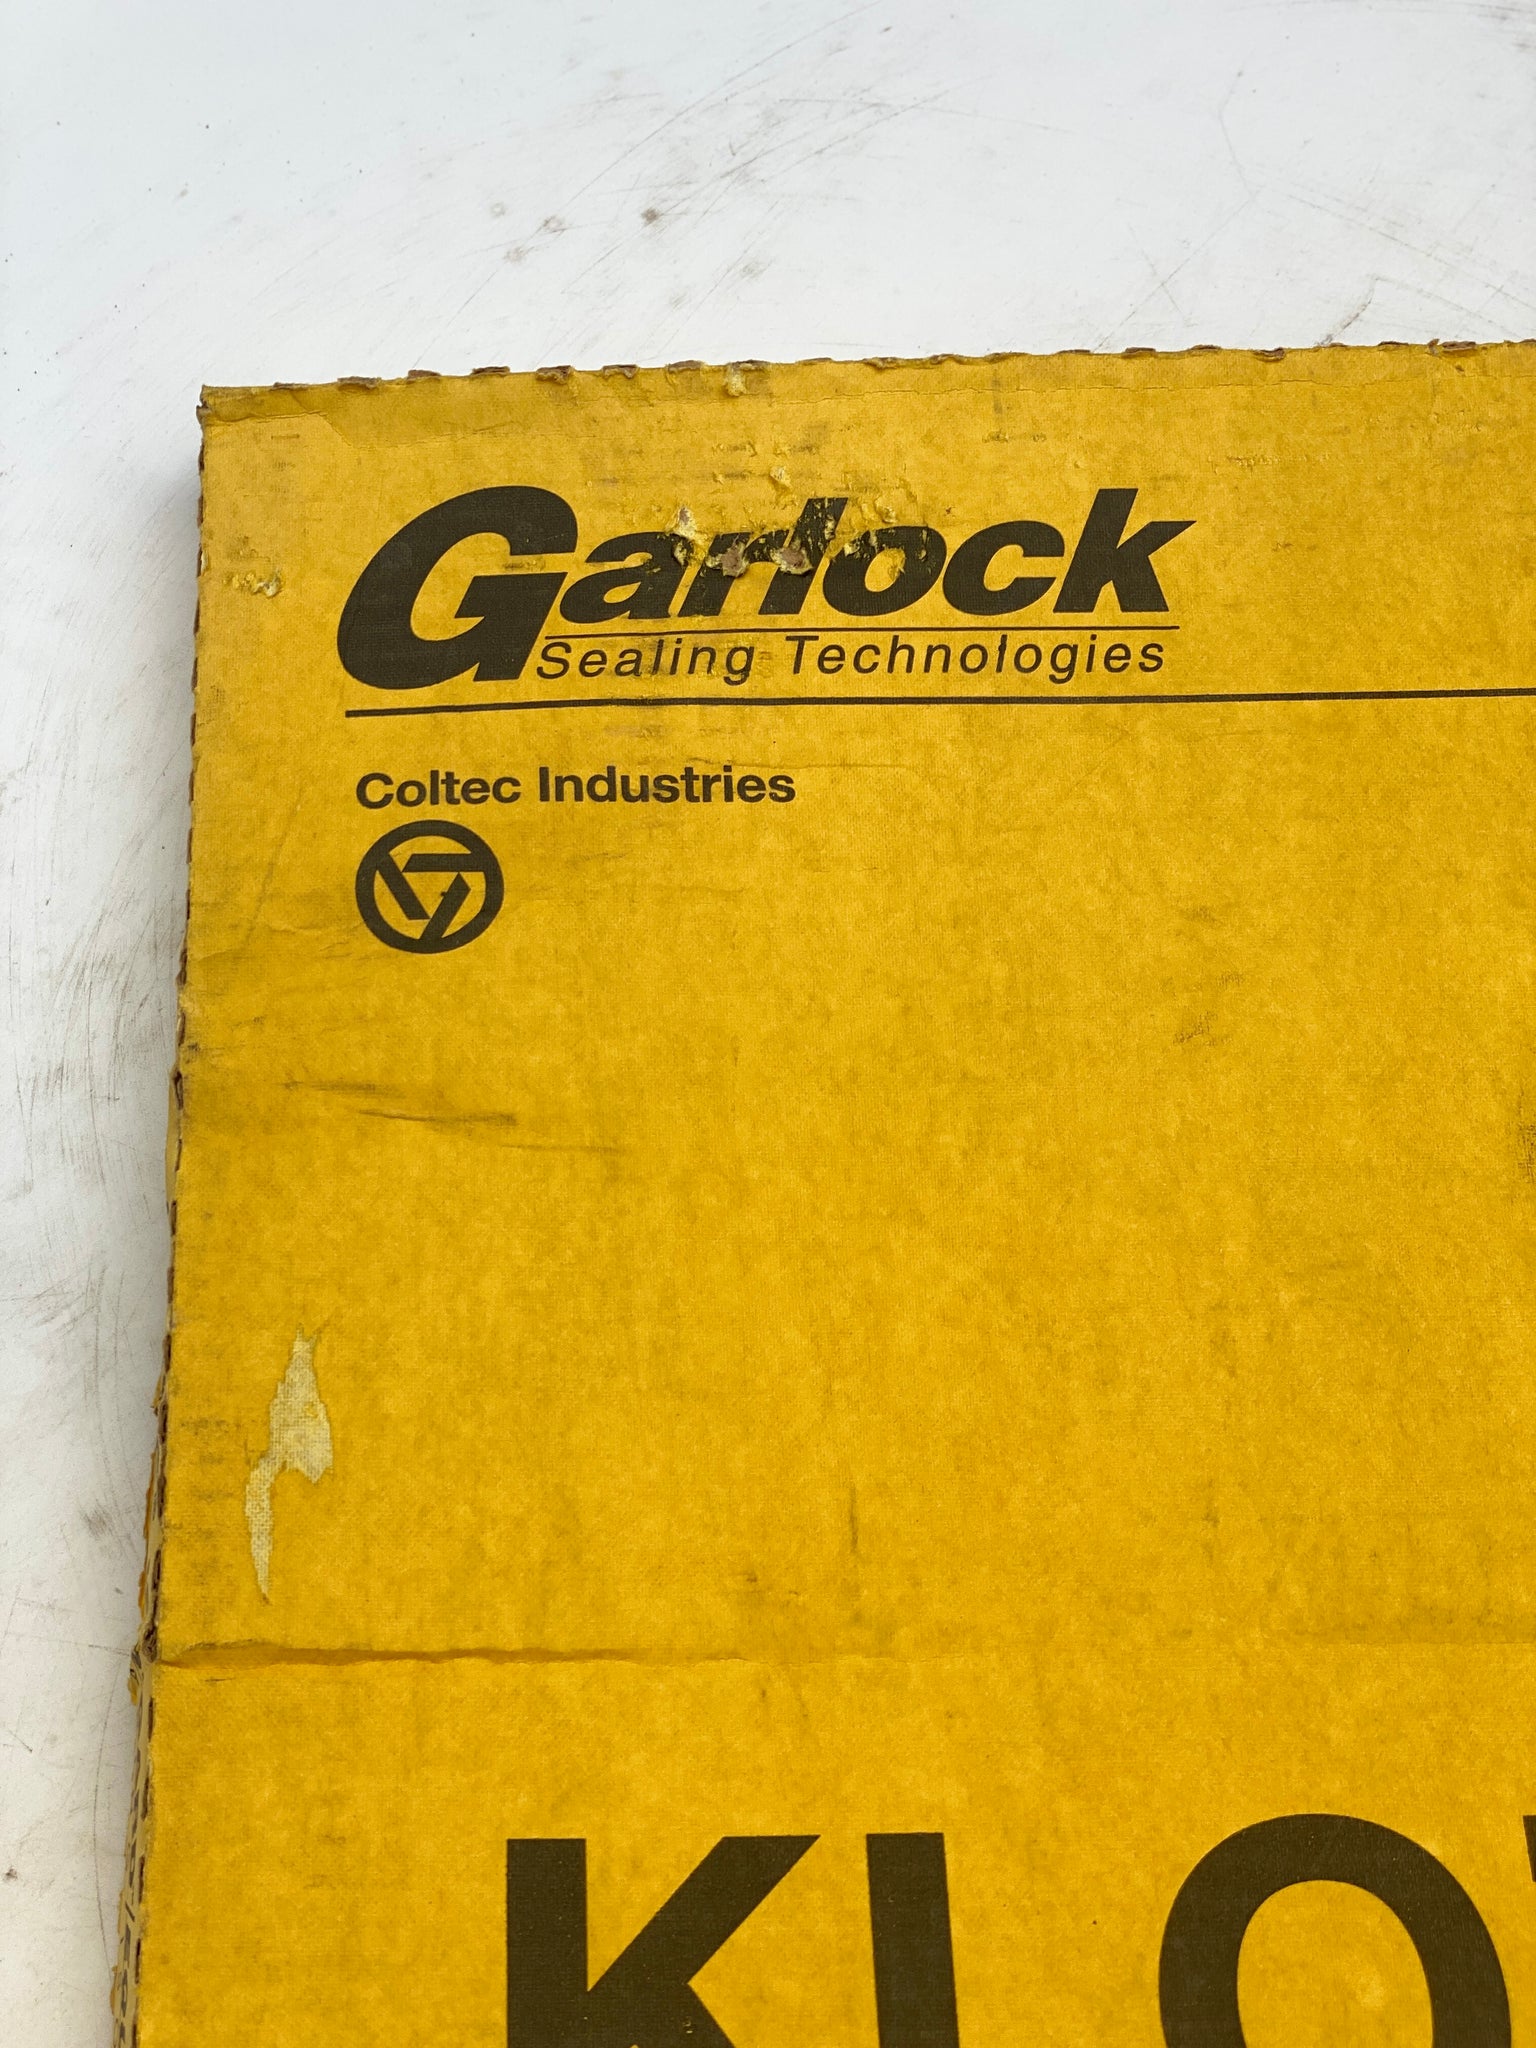 Garlock
Sealing Technologies
Coltec Industries